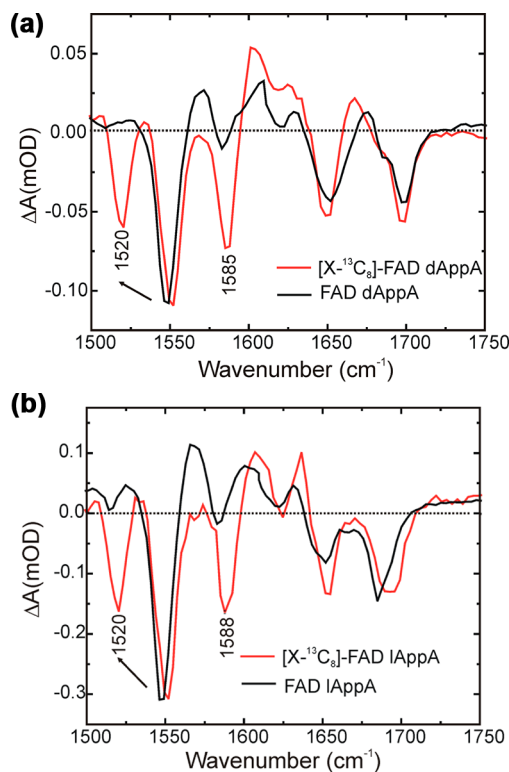 (a)
ΔA(mOD)
0.05
0.00
-0.05
-0.10
1520
1585
[X-¹³C₈]-FAD dAppA
FAD dAppA
1500 1550 1600 1650 1700 1750
Wavenumber (cm⁻¹)
(b)
ΔA(mOD)
0.1
0.0
-0.1
-0.2
-0.3
1520
1588
[X-¹³C₈]-FAD lAppA
FAD lAppA
1500 1550 1600 1650 1700 1750
Wavenumber (cm⁻¹)